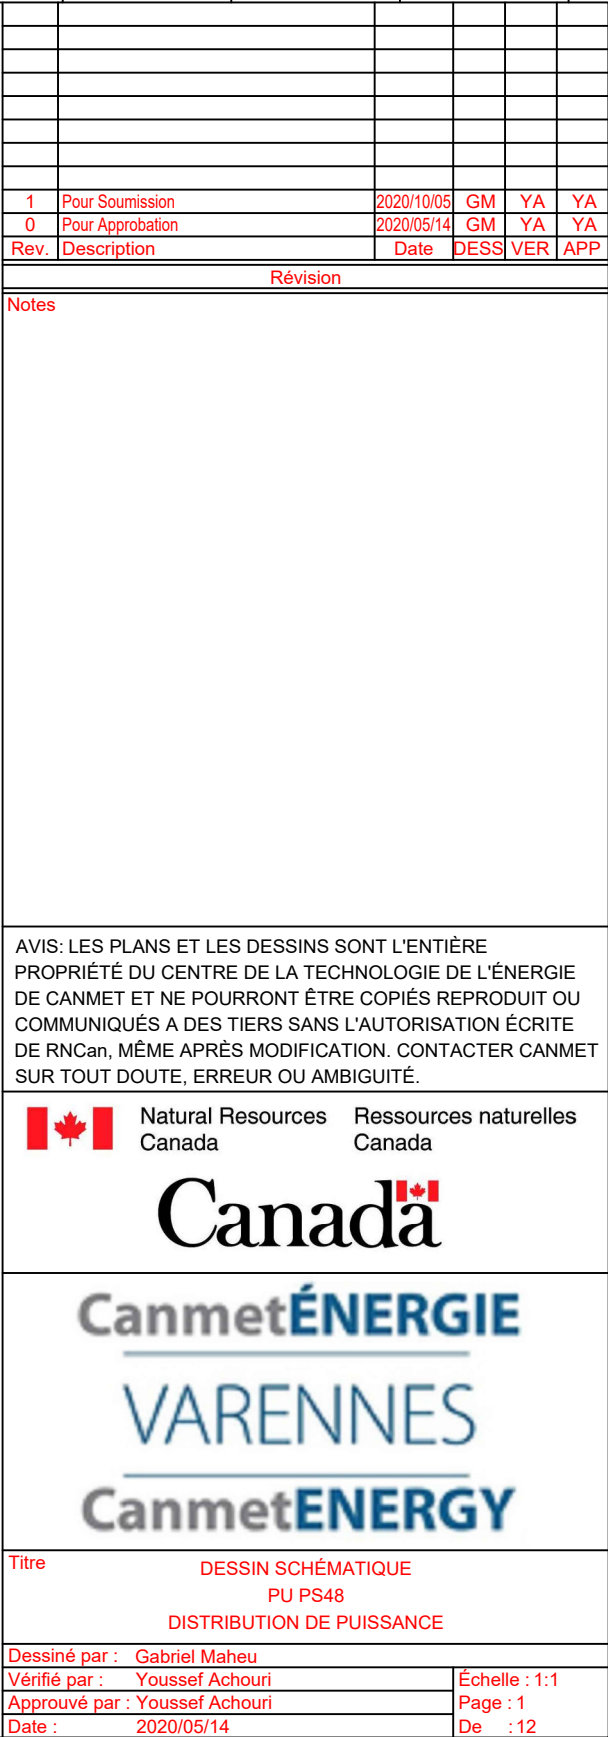 1 Pour Soumission 2020/10/05 GM YA YA
0 Pour Approbation 2020/05/14 GM YA YA
Rev. Description Date DESS VER APP
Révision
Notes
AVIS: LES PLANS ET LES DESSINS SONT L'ENTIÈRE
PROPRIÉTÉ DU CENTRE DE LA TECHNOLOGIE DE L'ÉNERGIE
DE CANMET ET NE POURRONT ÊTRE COPIÉS REPRODUIT OU
COMMUNIQUÉS A DES TIERS SANS L'AUTORISATION ÉCRITE
DE RNCan, MÊME APRÈS MODIFICATION. CONTACTER CANMET
SUR TOUT DOUTE, ERREUR OU AMBIGUITÉ.
Natural Resources Ressources naturelles
Canada Canada
Canada
CanmetÉNERGIE
VARENNES
CanmetENERGY
Titre DESSIN SCHÉMATIQUE
PU PS48
DISTRIBUTION DE PUISSANCE
Dessiné par : Gabriel Maheu
Vérifié par : Youssef Achouri Échelle : 1:1
Approuvé par : Youssef Achouri Page : 1
Date : 2020/05/14 De : 12